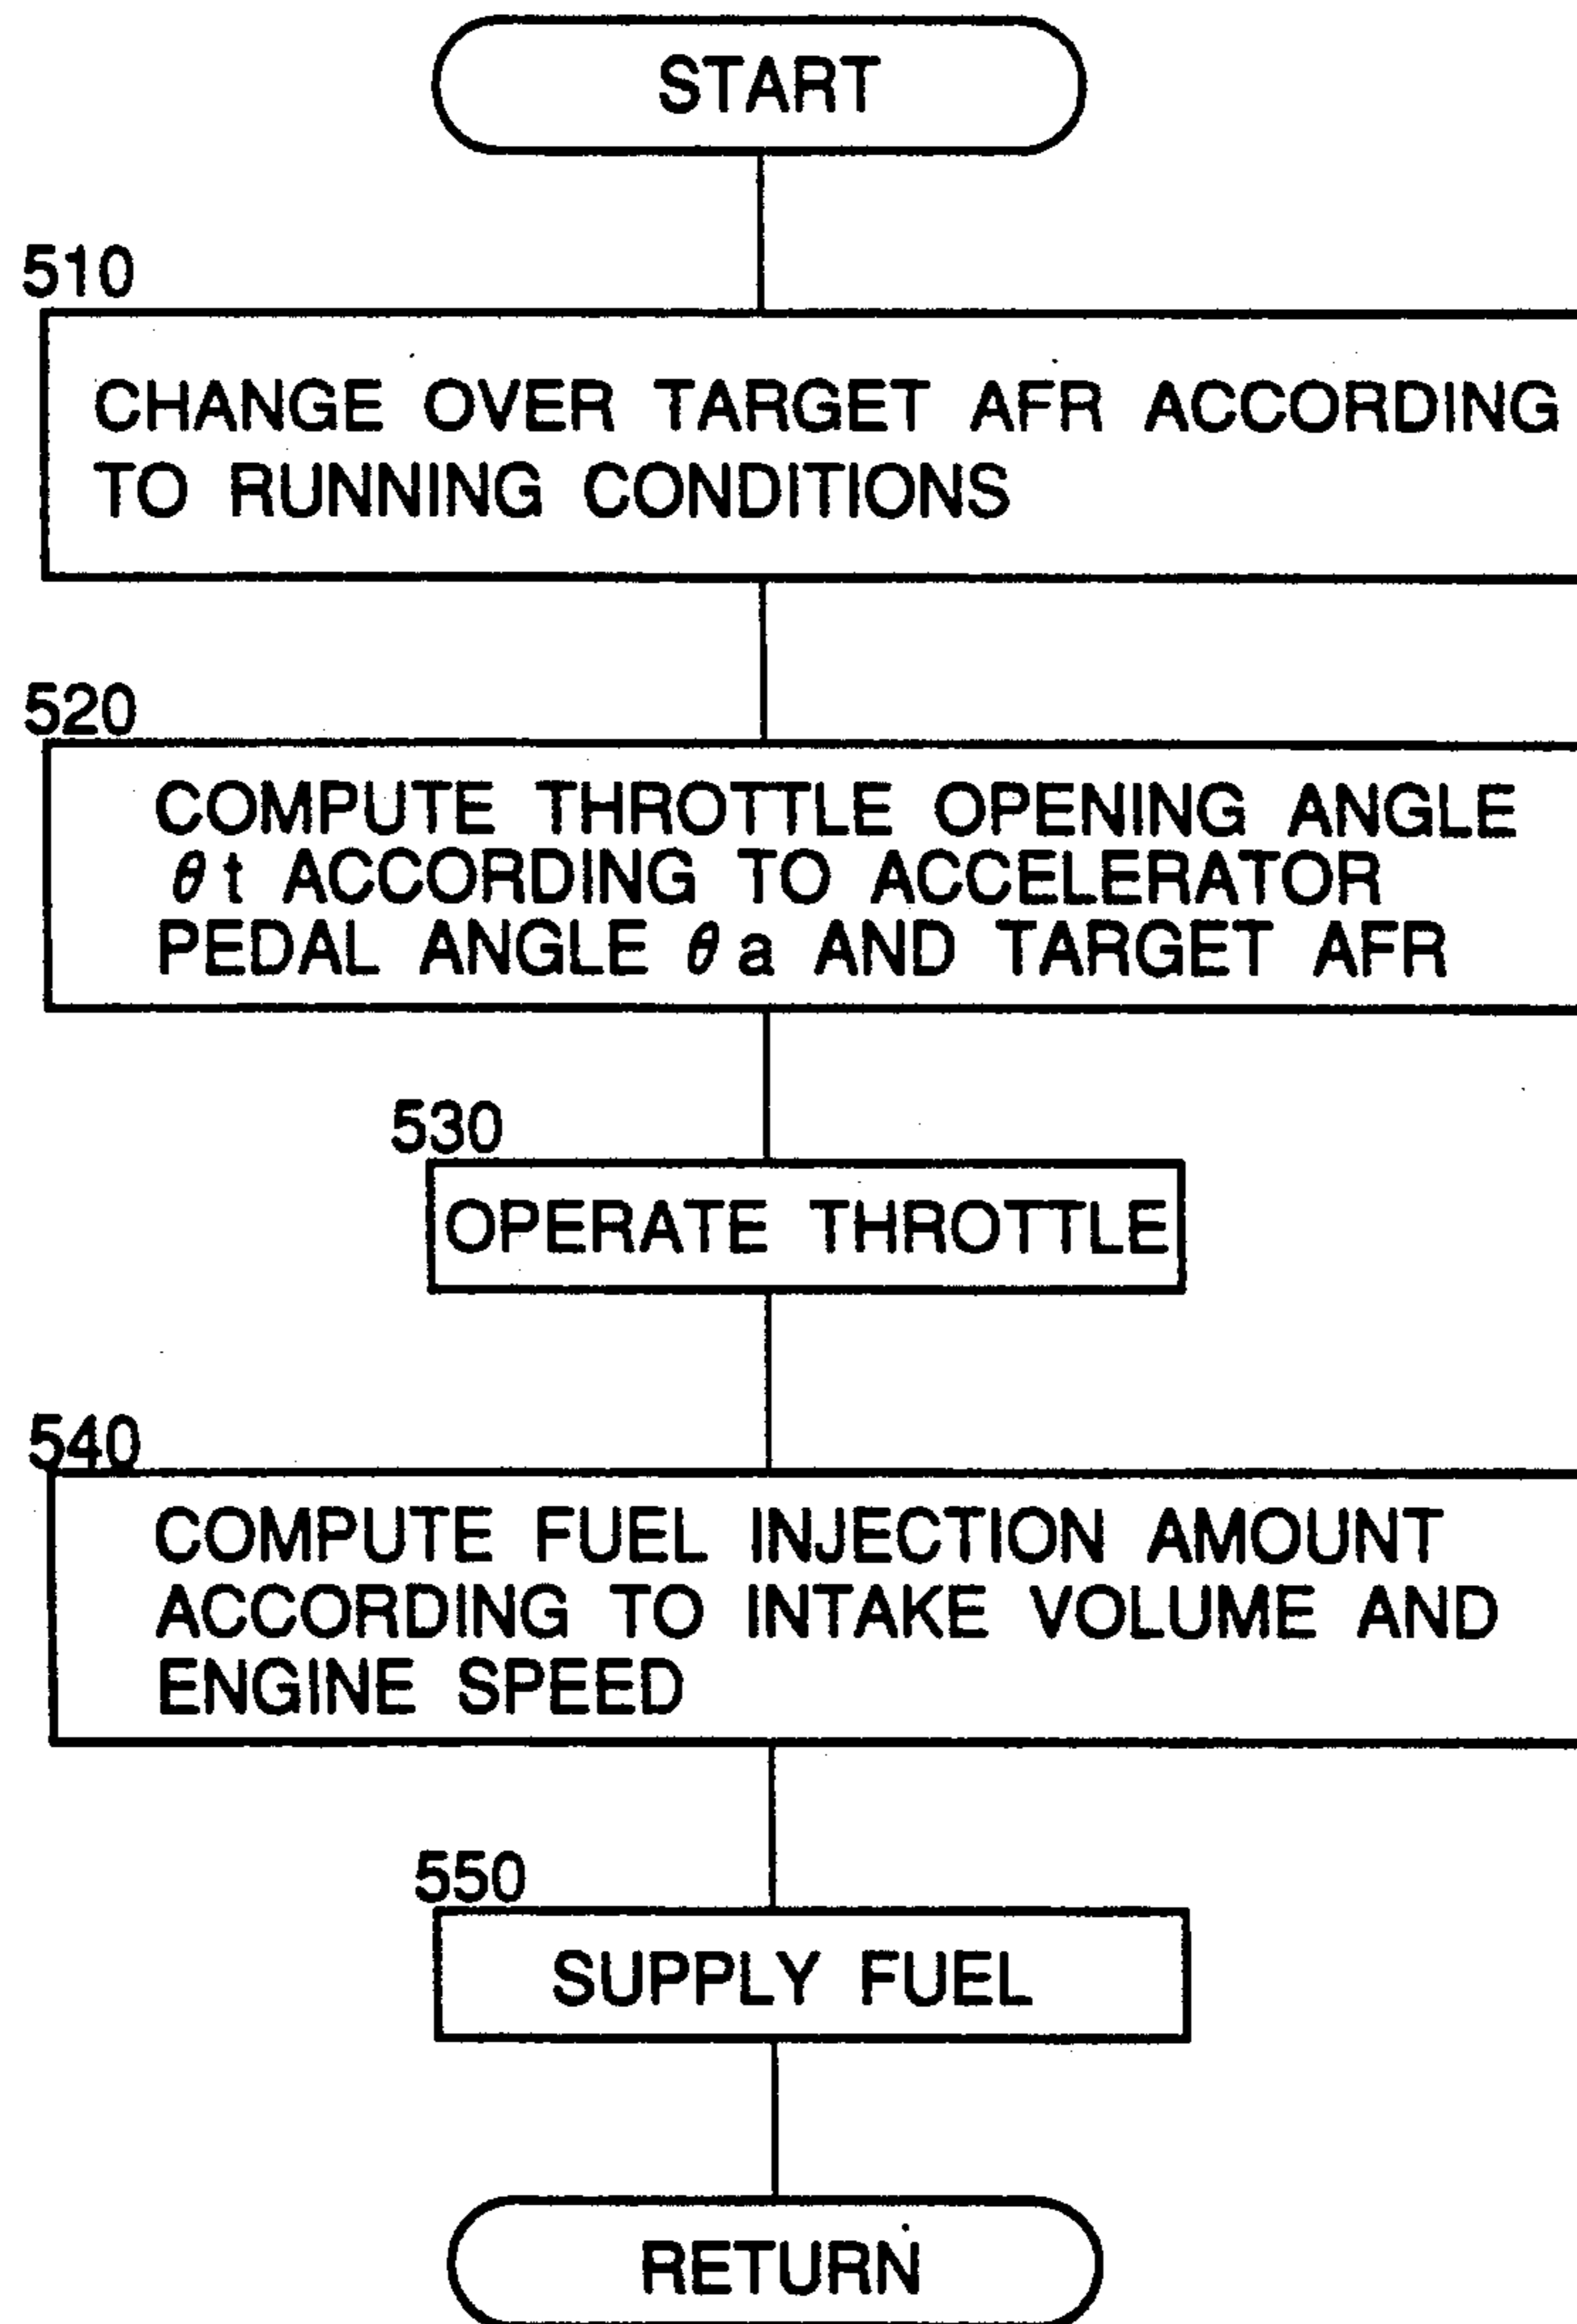 START
510
CHANGE OVER TARGET AFR ACCORDING
TO RUNNING CONDITIONS
520
COMPUTE THROTTLE OPENING ANGLE
θt ACCORDING TO ACCELERATOR
PEDAL ANGLE θa AND TARGET AFR
530
OPERATE THROTTLE
540
COMPUTE FUEL INJECTION AMOUNT
ACCORDING TO INTAKE VOLUME AND
ENGINE SPEED
550
SUPPLY FUEL
RETURN